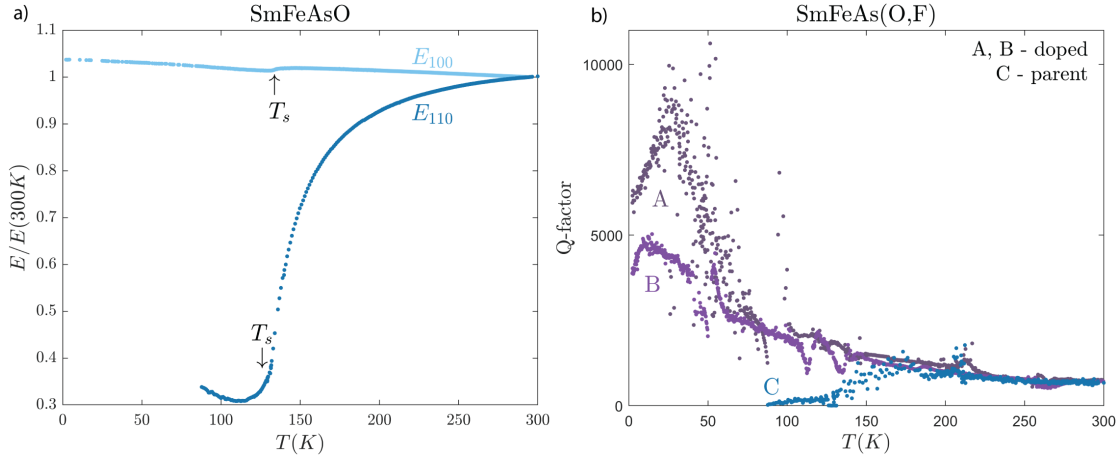 a)
SmFeAsO
1.1
1
0.9
0.8
0.7
0.6
0.5
0.4
0.3
E/E(300K)
E100
Ts
E110
Ts
0 50 100 150 200 250 300
T(K)
b)
SmFeAs(O,F)
A, B - doped
C - parent
10000
5000
0
Q-factor
A
B
C
0 50 100 150 200 250 300
T(K)